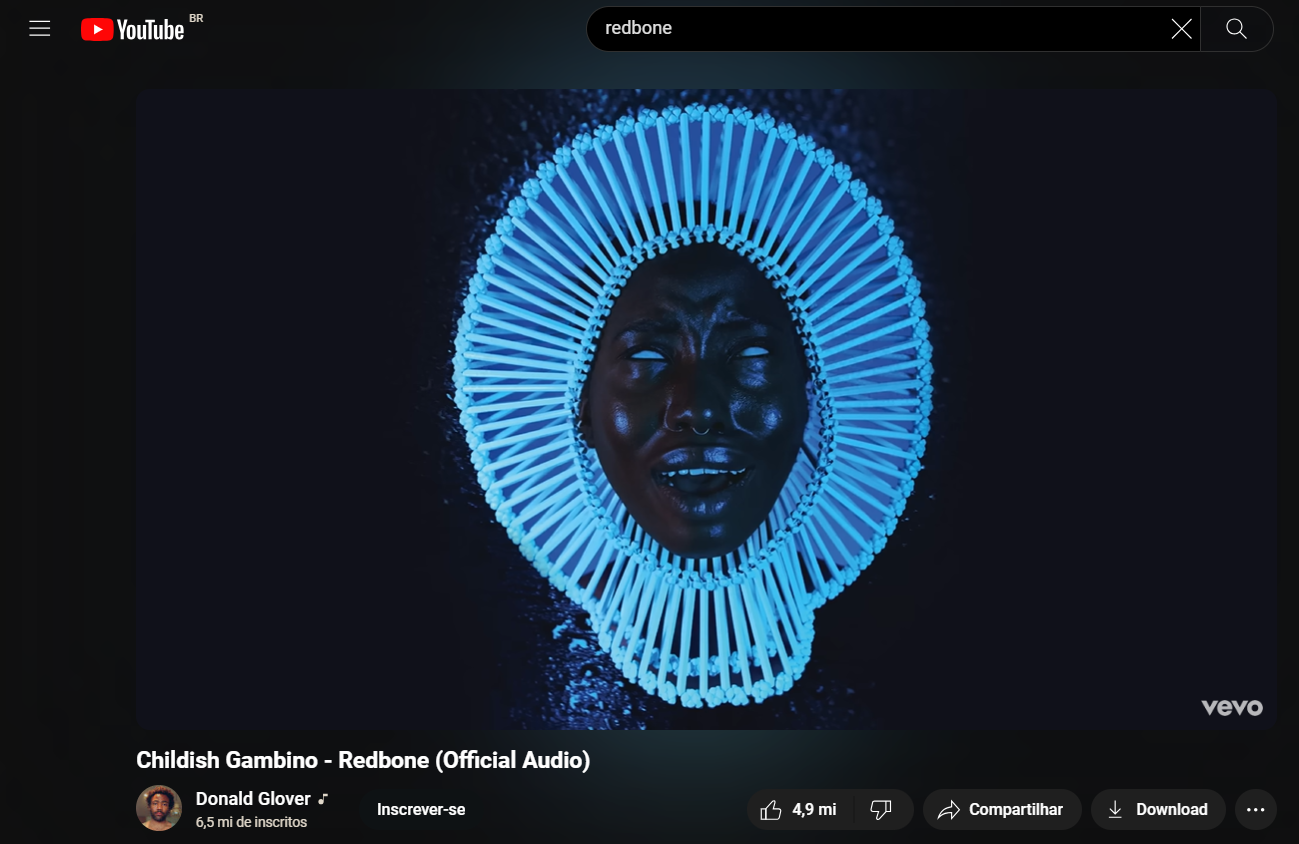 YouTube BR
redbone
vevo
Childish Gambino - Redbone (Official Audio)
Donald Glover
6,5 mi de inscritos
Inscrever-se
4,9 mi
Compartilhar
Download